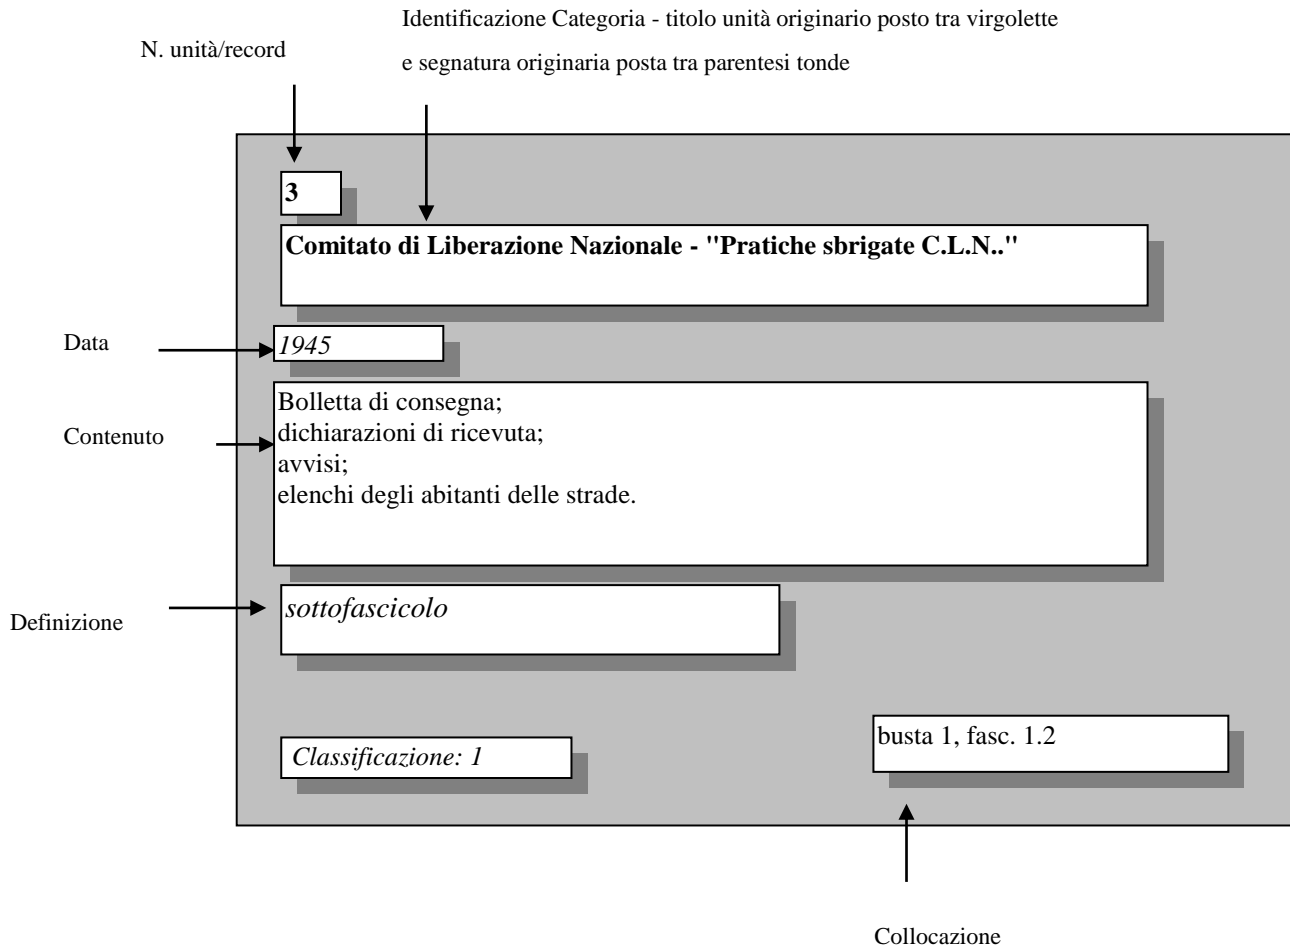 Identificazione Categoria - titolo unità originario posto tra virgolette
e segnatura originaria posta tra parentesi tonde
N. unità/record
3
Comitato di Liberazione Nazionale - "Pratiche sbrigate C.L.N.."
Data
1945
Contenuto
Bolletta di consegna;
dichiarazioni di ricevuta;
avvisi;
elenchi degli abitanti delle strade.
Definizione
sottofascicolo
Classificazione: 1
busta 1, fasc. 1.2
Collocazione